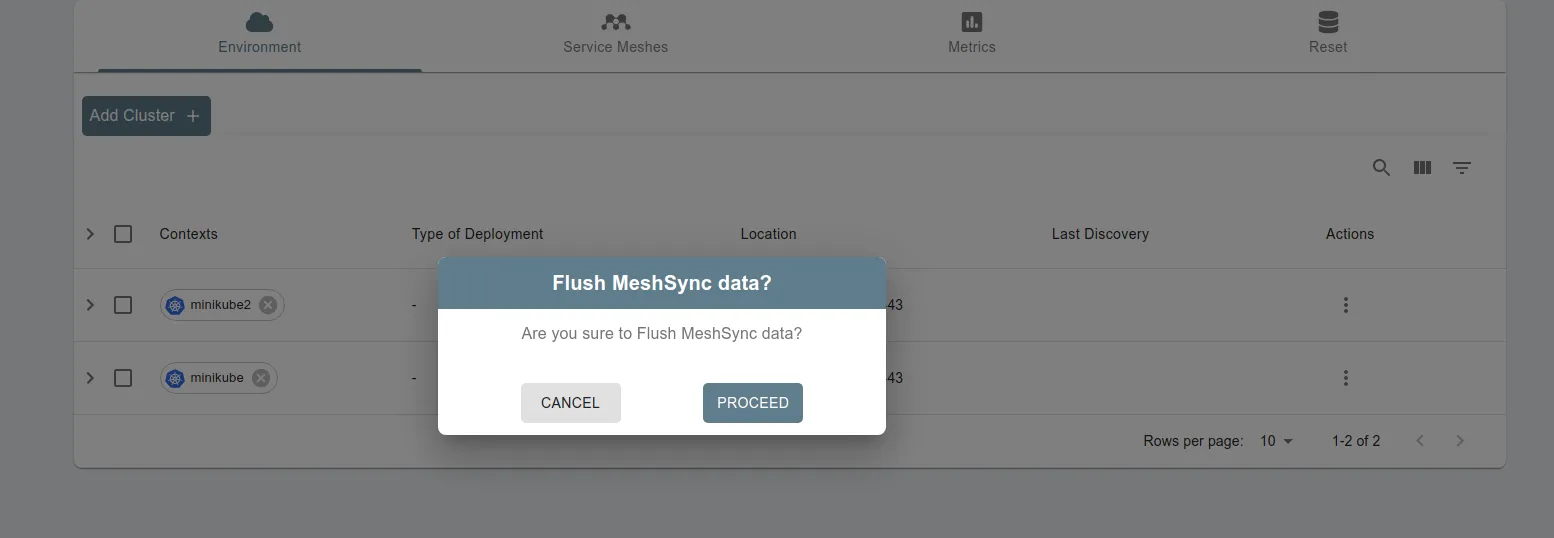 Environment
Service Meshes
Metrics
Reset
Add Cluster +
Contexts
Type of Deployment
Location
Last Discovery
Actions
minikube2
-
43
minikube
-
43
Flush MeshSync data?
Are you sure to Flush MeshSync data?
CANCEL
PROCEED
Rows per page: 10
1-2 of 2